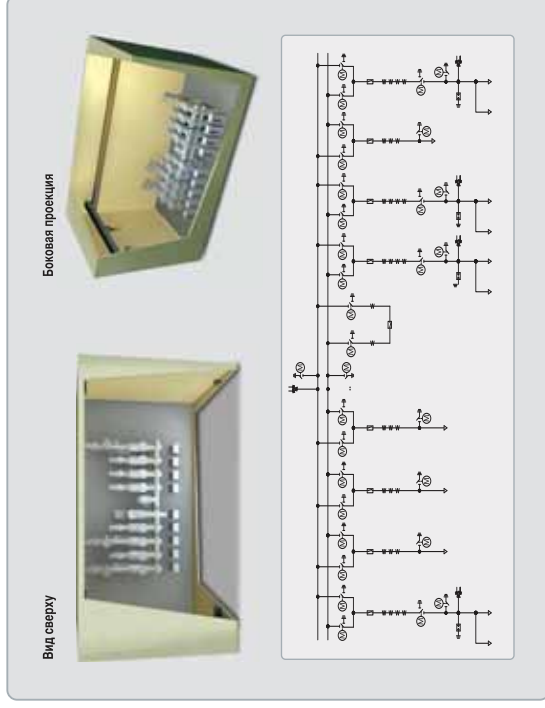 Вид сверху
Боковая проекция